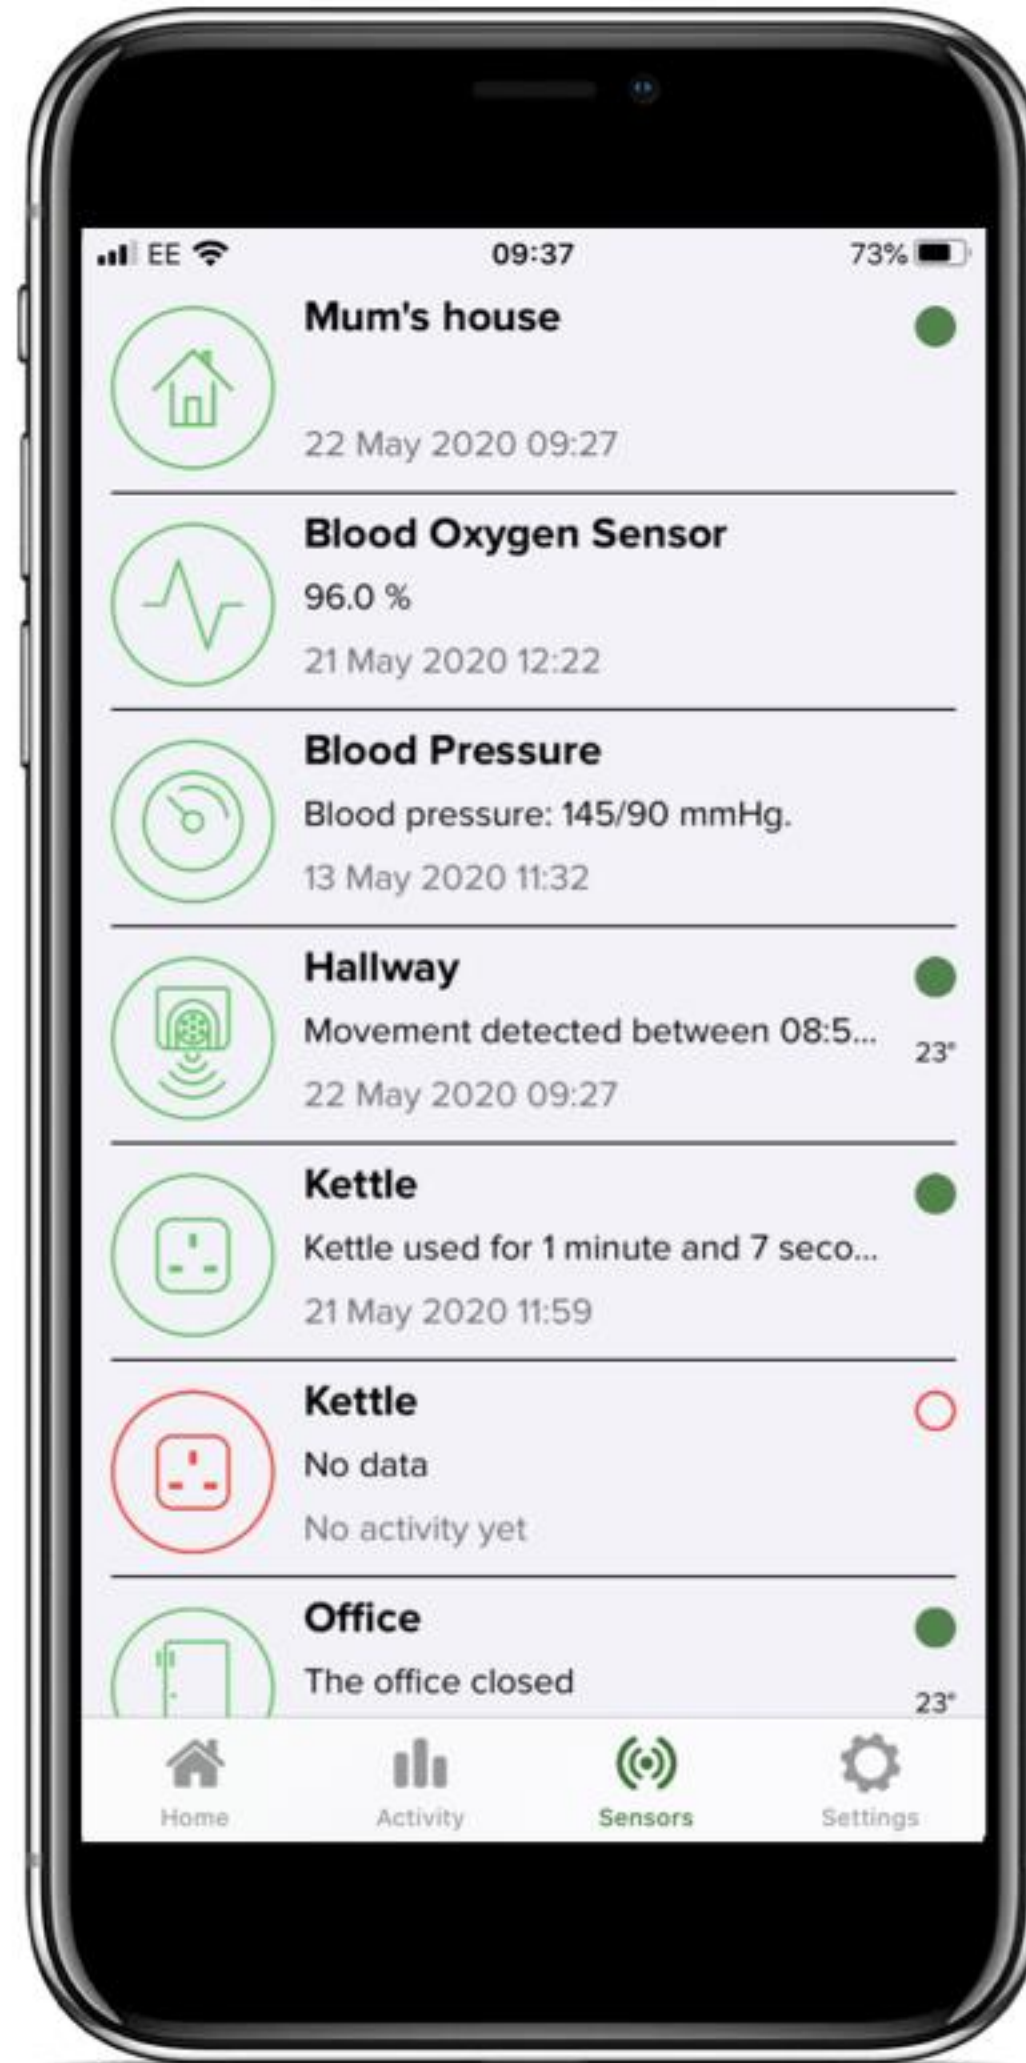 EE 09:37 73%
Mum's house
22 May 2020 09:27
Blood Oxygen Sensor
96.0 %
21 May 2020 12:22
Blood Pressure
Blood pressure: 145/90 mmHg.
13 May 2020 11:32
Hallway
Movement detected between 08:5...
23°
22 May 2020 09:27
Kettle
Kettle used for 1 minute and 7 seco...
21 May 2020 11:59
Kettle
No data
No activity yet
Office
The office closed
23°
Home Activity Sensors Settings